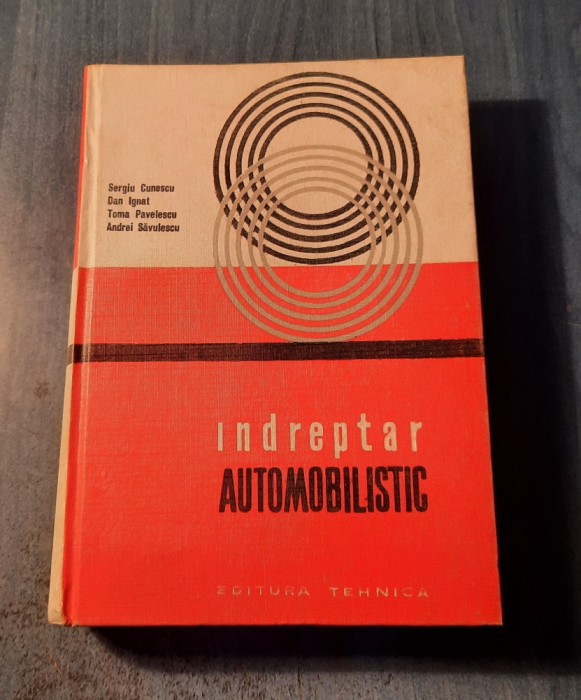 Sergiu Cunescu
Dan Ignat
Toma Pavelescu
Andrei Săvulescu
Indreptar
AUTOMOBILISTIC
EDITURA TEHNICA